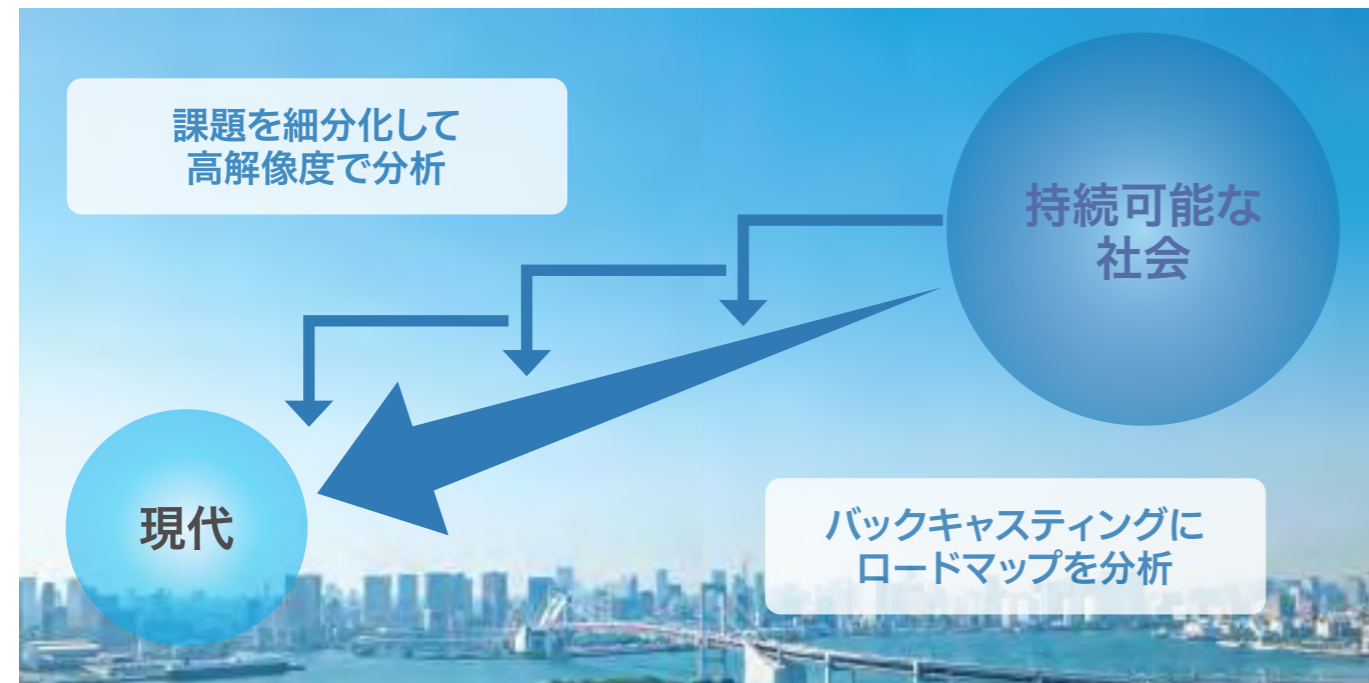 課題を細分化して
高解像度で分析
持続可能な
社会
現代
バックキャスティングに
ロードマップを分析